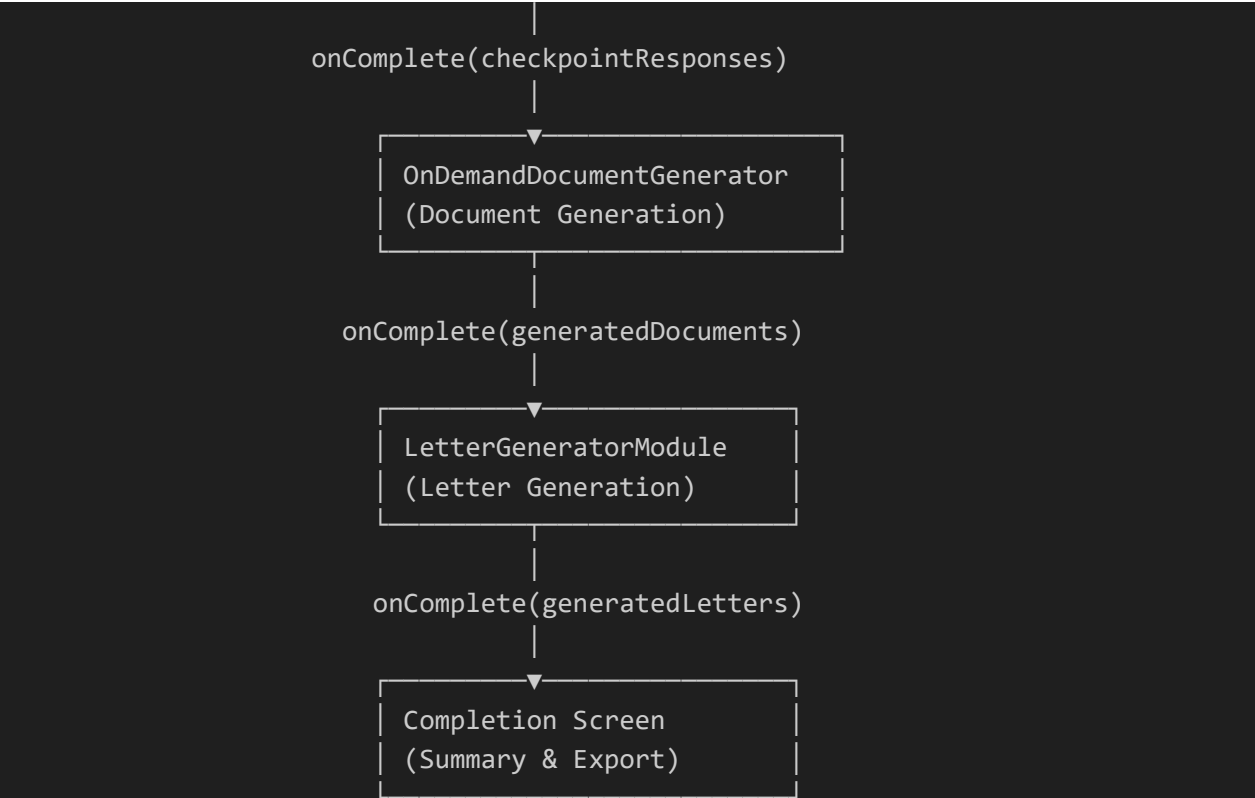 onComplete(checkpointResponses)
OnDemandDocumentGenerator
(Document Generation)
onComplete(generatedDocuments)
LetterGeneratorModule
(Letter Generation)
onComplete(generatedLetters)
Completion Screen
(Summary & Export)